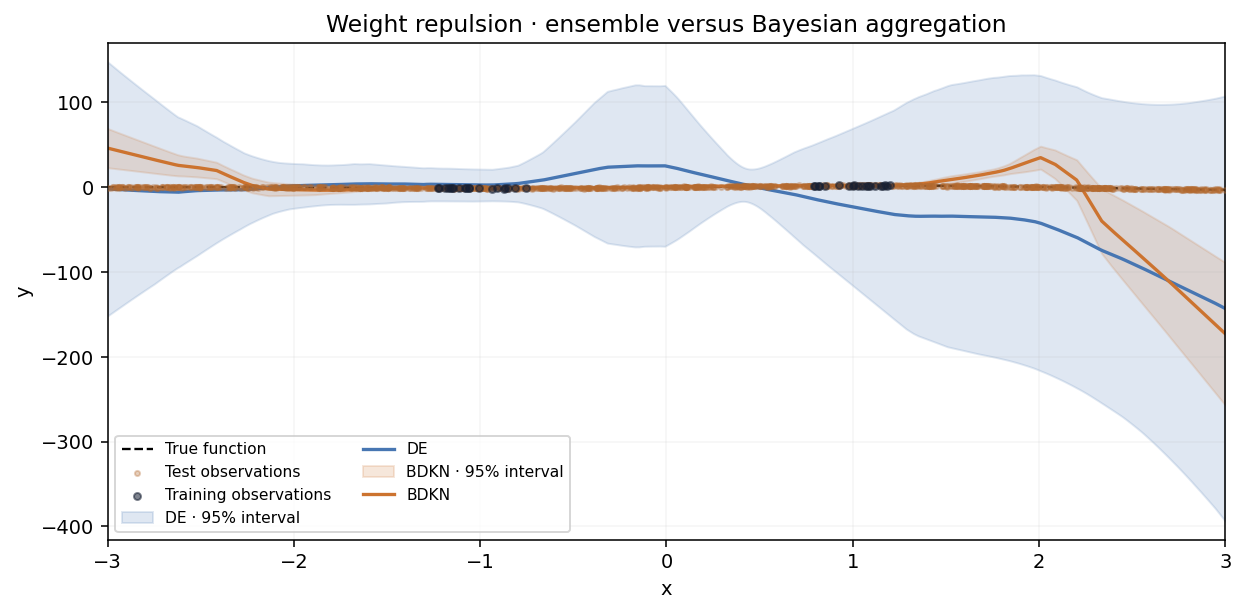 Weight repulsion · ensemble versus Bayesian aggregation
y
100
0
−100
−200
−300
−400
True function
Test observations
Training observations
DE · 95% interval
DE
BDKN · 95% interval
BDKN
−3 −2 −1 0 1 2 3
x